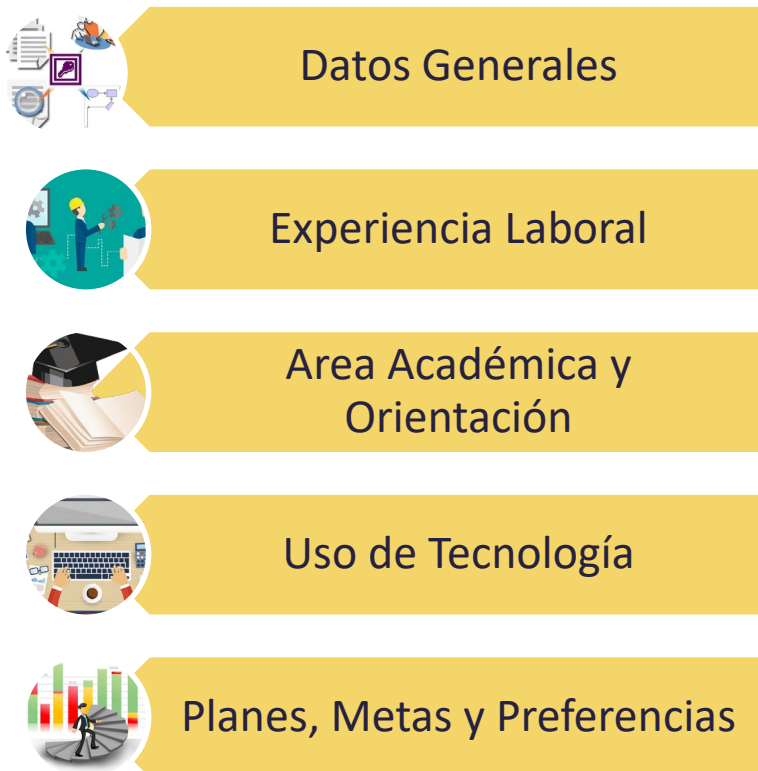 Datos Generales
Experiencia Laboral
Area Académica y
Orientación
Uso de Tecnología
Planes, Metas y Preferencias